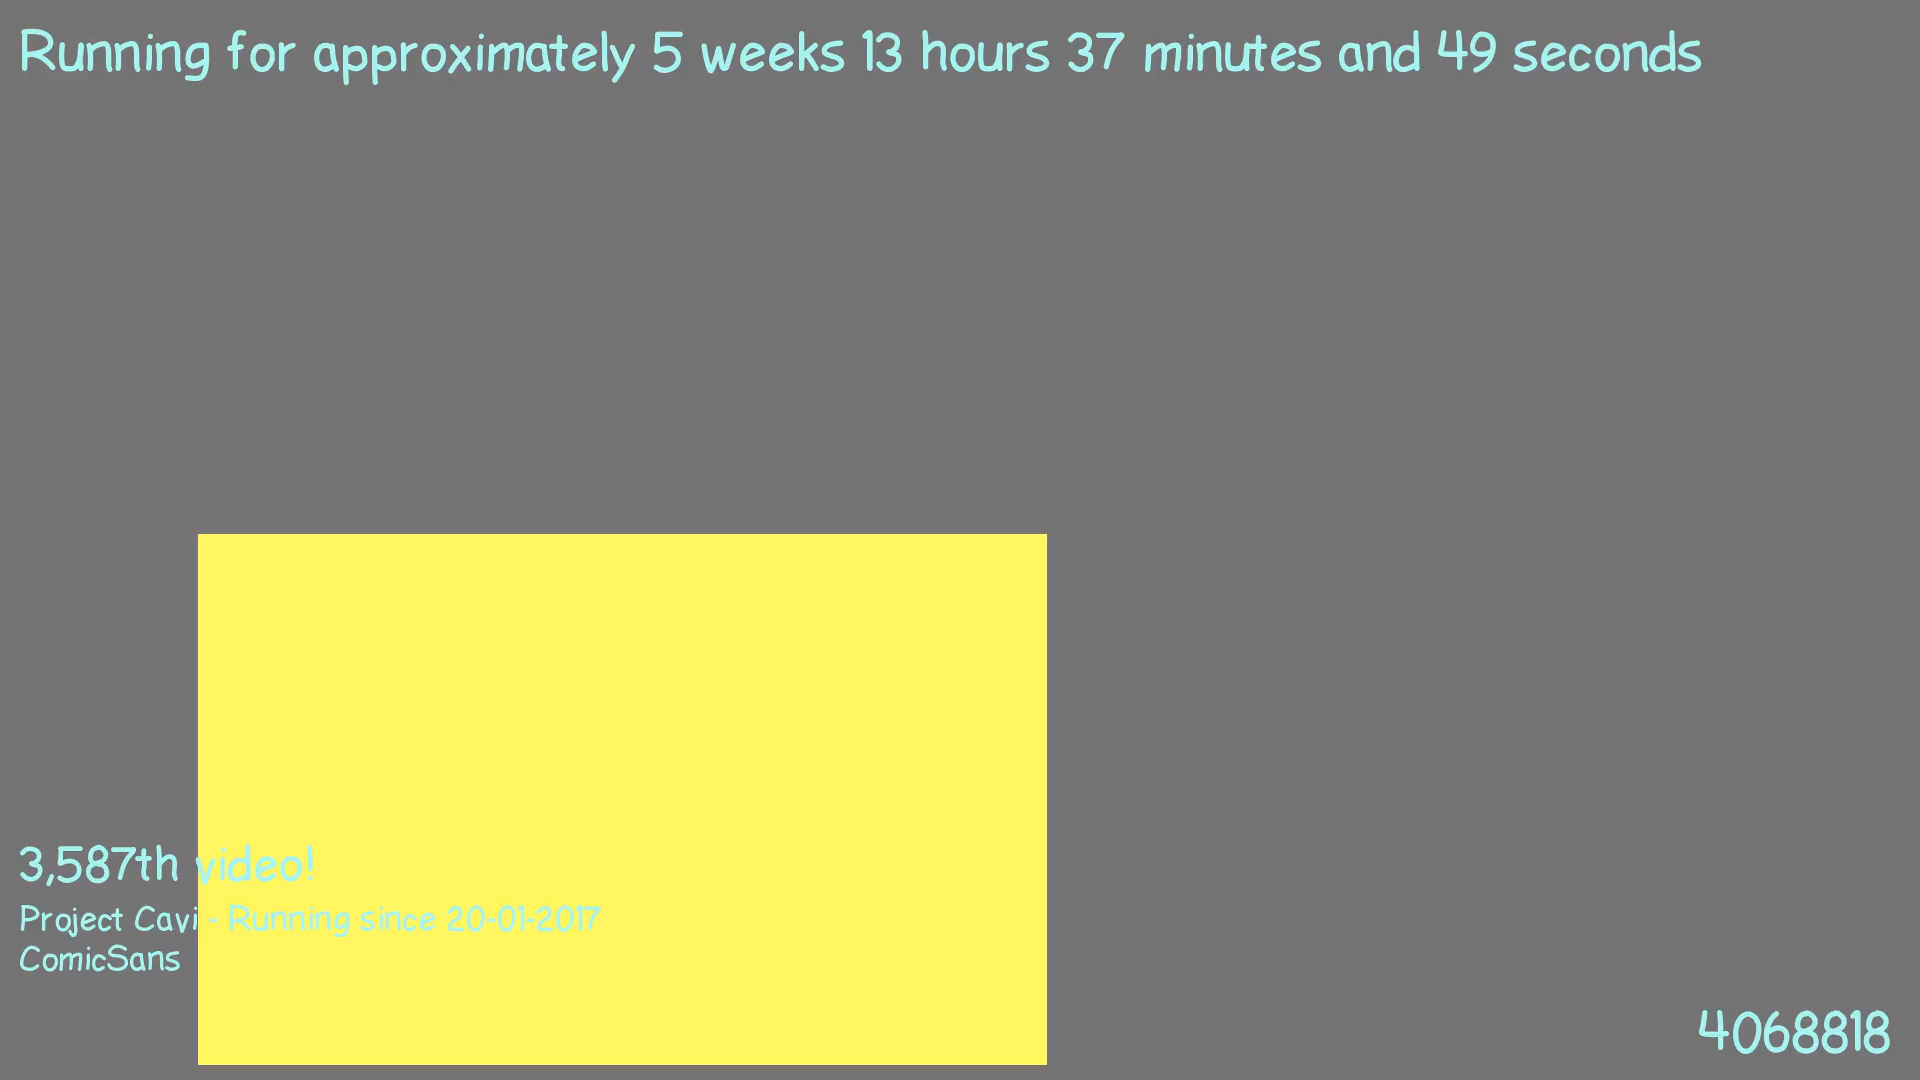 Running for approximately 5 weeks 13 hours 37 minutes and 49 seconds
3,587th video!
Project Cavi - Running since 20-01-2017
ComicSans
4068818